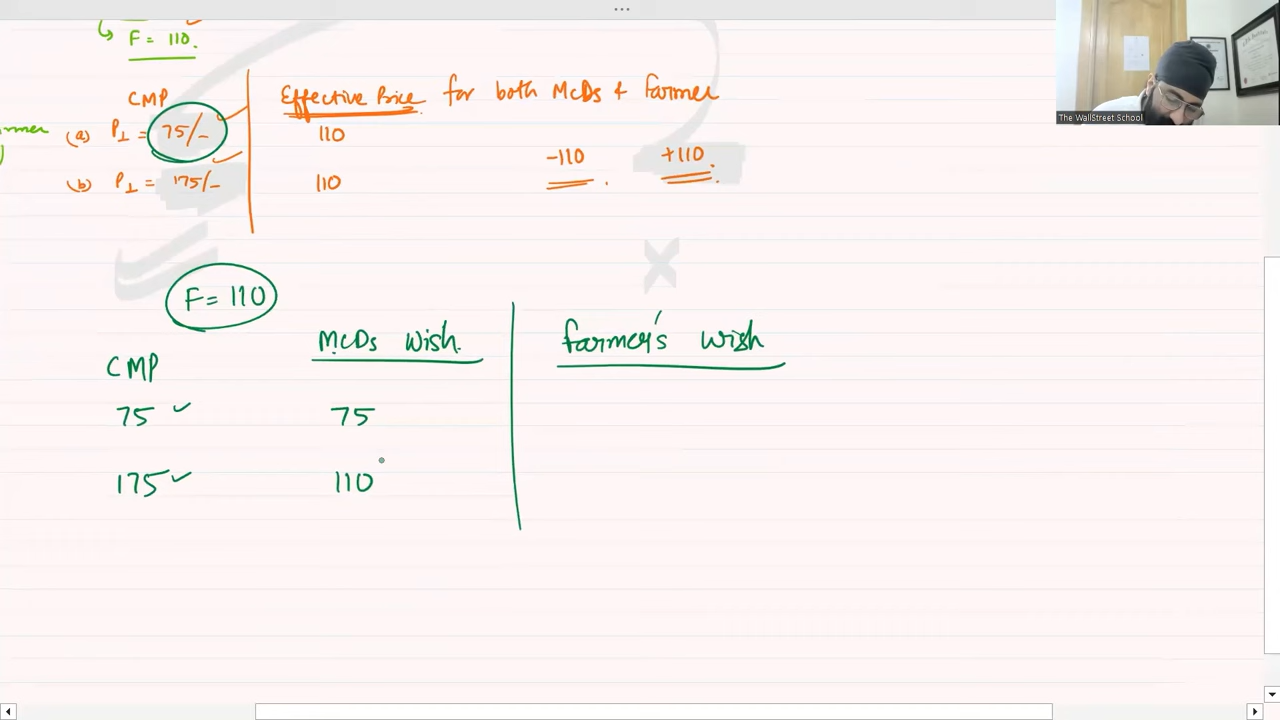 F = 110.
CMP
Effective Price for both McDs & Farmer
(a) P₁ = 75/-
110
-110
+110.
(b) P₁ = 175/-
110
F = 110
McDs Wish.
Farmer's wish
CMP
75 ✓
75
175 ✓
110
The WallStreet School